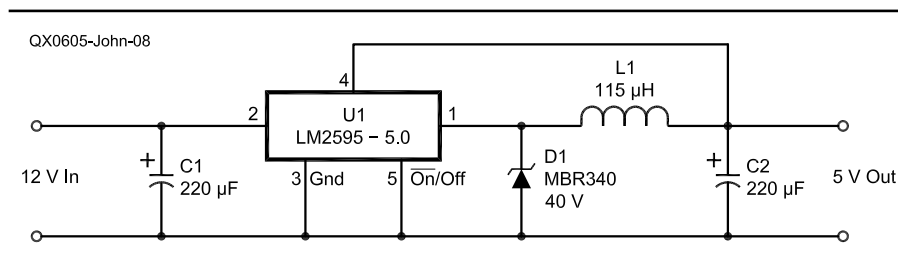 QX0605-John-08
4
L1
115 µH
2
U1
LM2595 – 5.0
1
12 V In
+
C1
220 µF
3
Gnd
5
On/Off
D1
MBR340
40 V
+
C2
220 µF
5 V Out